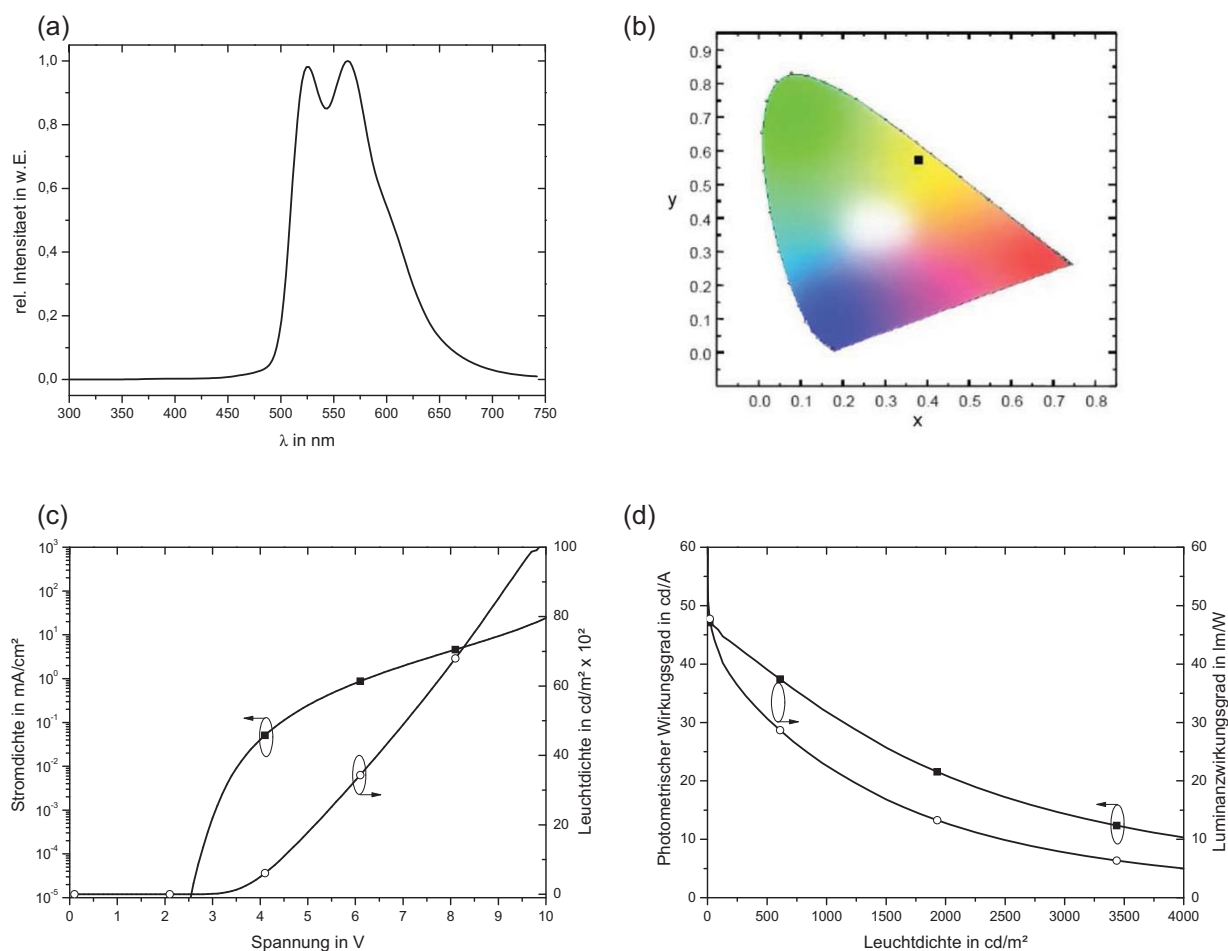 (a)
1,0
0,8
0,6
0,4
0,2
0,0
rel. Intensitaet in w.E.
300 350 400 450 500 550 600 650 700 750
λ in nm
(b)
0.9
0.8
0.7
0.6
0.5
0.4
0.3
0.2
0.1
0.0
y
0.0 0.1 0.2 0.3 0.4 0.5 0.6 0.7 0.8
x
(c)
10³
10²
10¹
10⁰
10⁻¹
10⁻²
10⁻³
10⁻⁴
10⁻⁵
Stromdichte in mA/cm²
100
80
60
40
20
0
Leuchtdichte in cd/m² x 10²
0 1 2 3 4 5 6 7 8 9 10
Spannung in V
(d)
60
50
40
30
20
10
0
Photometrischer Wirkungsgrad in cd/A
60
50
40
30
20
10
0
Luminanzwirkungsgrad in lm/W
0 500 1000 1500 2000 2500 3000 3500 4000
Leuchtdichte in cd/m²